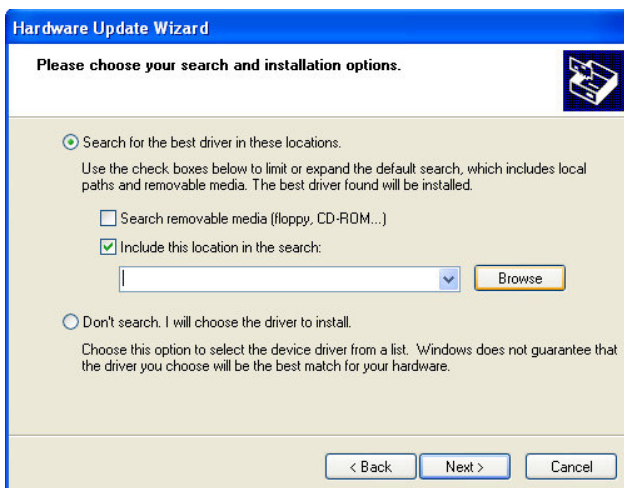 Hardware Update Wizard
Please choose your search and installation options.
Search for the best driver in these locations.
Use the check boxes below to limit or expand the default search, which includes local
paths and removable media. The best driver found will be installed.
Search removable media (floppy, CD-ROM...)
Include this location in the search:
Browse
Don't search. I will choose the driver to install.
Choose this option to select the device driver from a list. Windows does not guarantee that
the driver you choose will be the best match for your hardware.
< Back Next > Cancel